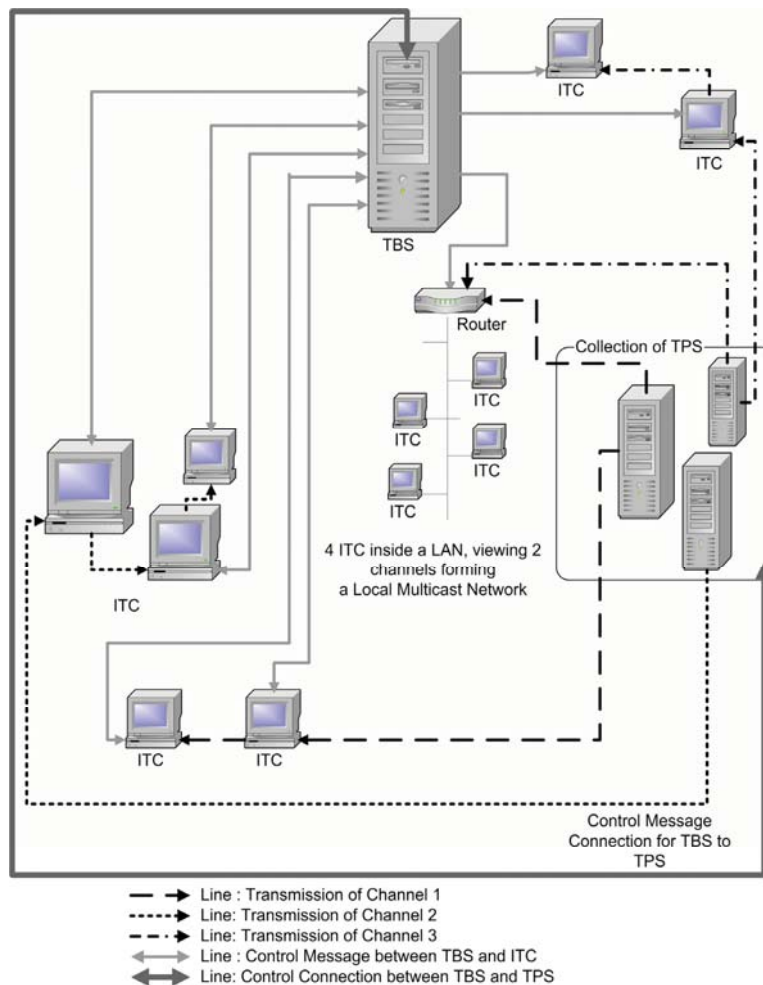 ITC
ITC
TBS
Router
Collection of TPS
ITC
ITC
ITC
ITC
4 ITC inside a LAN, viewing 2
channels forming
a Local Multicast Network
ITC
ITC
ITC
Control Message
Connection for TBS to
TPS
Line : Transmission of Channel 1
Line: Transmission of Channel 2
Line: Transmission of Channel 3
Line : Control Message between TBS and ITC
Line: Control Connection between TBS and TPS